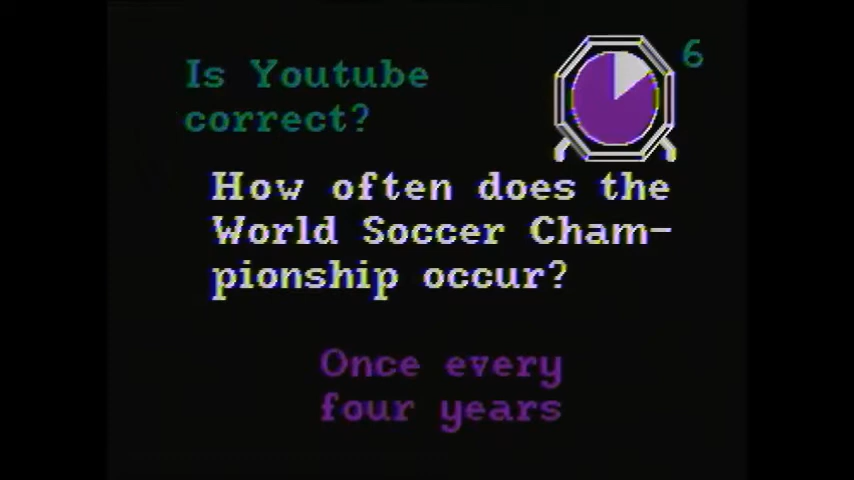 Is Youtube
correct?
6
How often does the
World Soccer Cham-
pionship occur?
Once every
four years